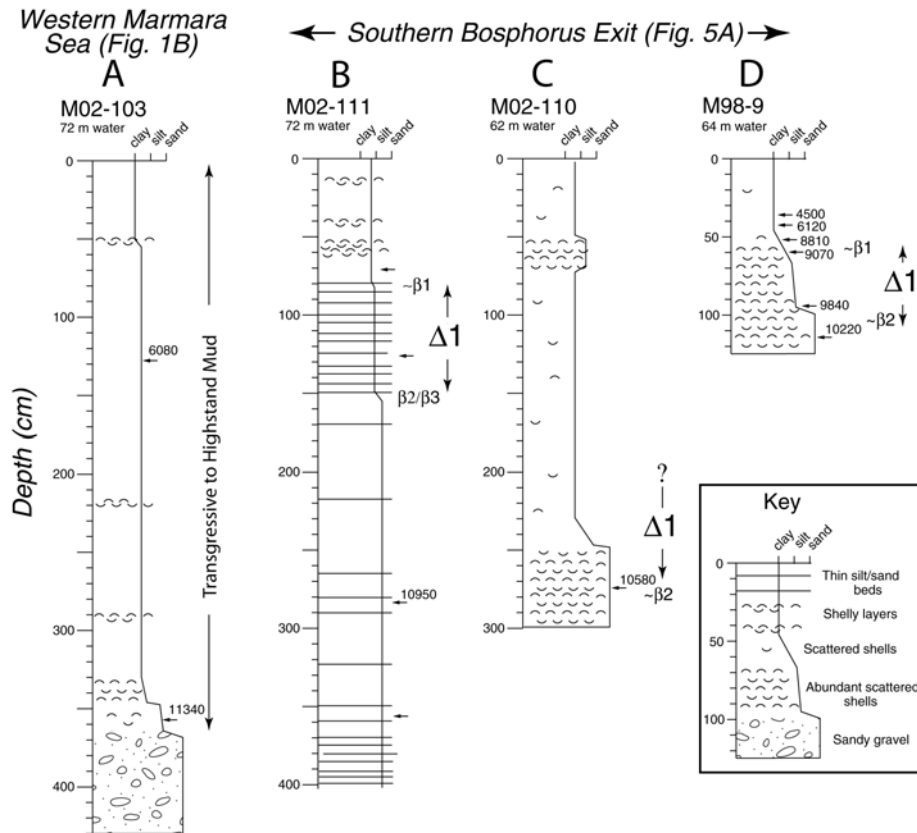 Western Marmara
Sea (Fig. 1B)
Southern Bosphorus Exit (Fig. 5A)
A
M02-103
72 m water
clay
silt
sand
0
100
200
300
400
Depth (cm)
6080
11340
Transgressive to Highstand Mud
B
M02-111
72 m water
clay
silt
sand
0
100
200
300
400
~β1
Δ1
β2/β3
10950
C
M02-110
62 m water
clay
silt
sand
0
100
200
300
?
Δ1
10580
~β2
D
M98-9
64 m water
clay
silt
sand
0
50
100
4500
6120
8810
9070
~β1
Δ1
9840
~β2
10220
Key
clay
silt
sand
0
50
100
Thin silt/sand
beds
Shelly layers
Scattered shells
Abundant scattered
shells
Sandy gravel